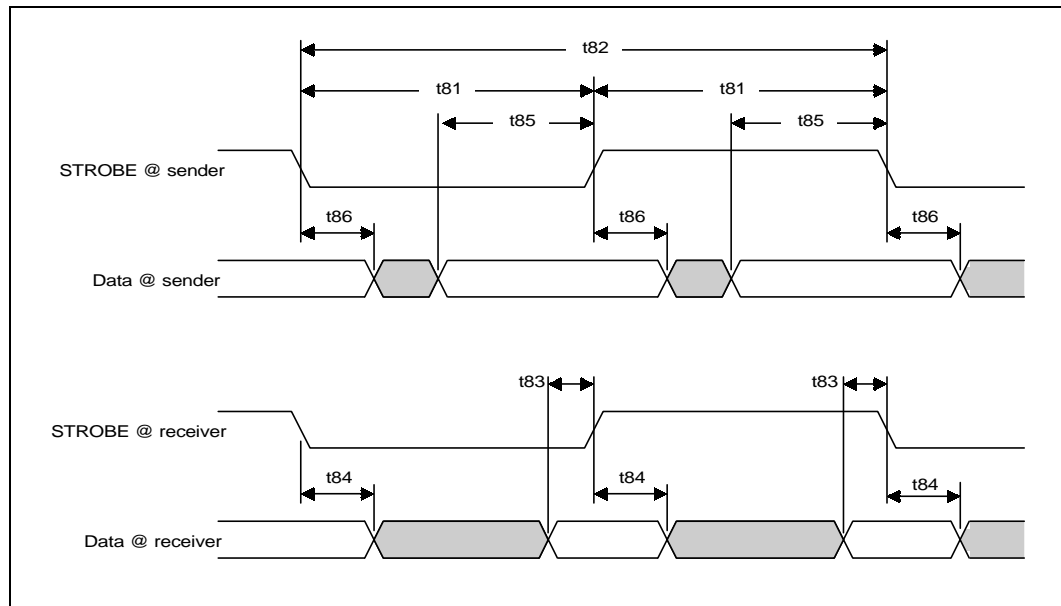 t82
t81 t81
t85 t85
STROBE @ sender
t86 t86 t86
Data @ sender
t83 t83
STROBE @ receiver
t84 t84 t84
Data @ receiver